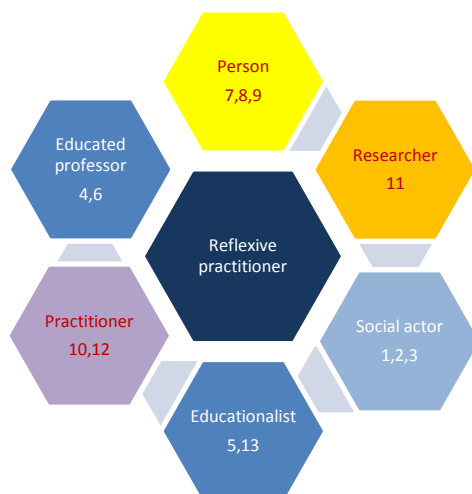 Person
7,8,9
Educated
professor
4,6
Researcher
11
Reflexive
practitioner
Practitioner
10,12
Social actor
1,2,3
Educationalist
5,13